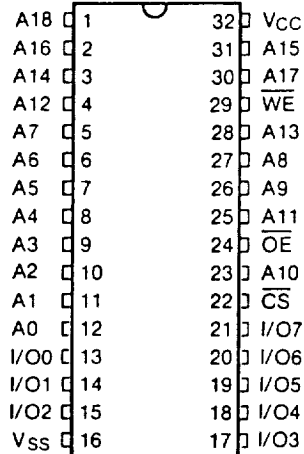 A18 1 32 VCC
A16 2 31 A15
A14 3 30 A17
A12 4 29 W̅E̅
A7 5 28 A13
A6 6 27 A8
A5 7 26 A9
A4 8 25 A11
A3 9 24 O̅E̅
A2 10 23 A10
A1 11 22 C̅S̅
A0 12 21 I/O7
I/O0 13 20 I/O6
I/O1 14 19 I/O5
I/O2 15 18 I/O4
VSS 16 17 I/O3